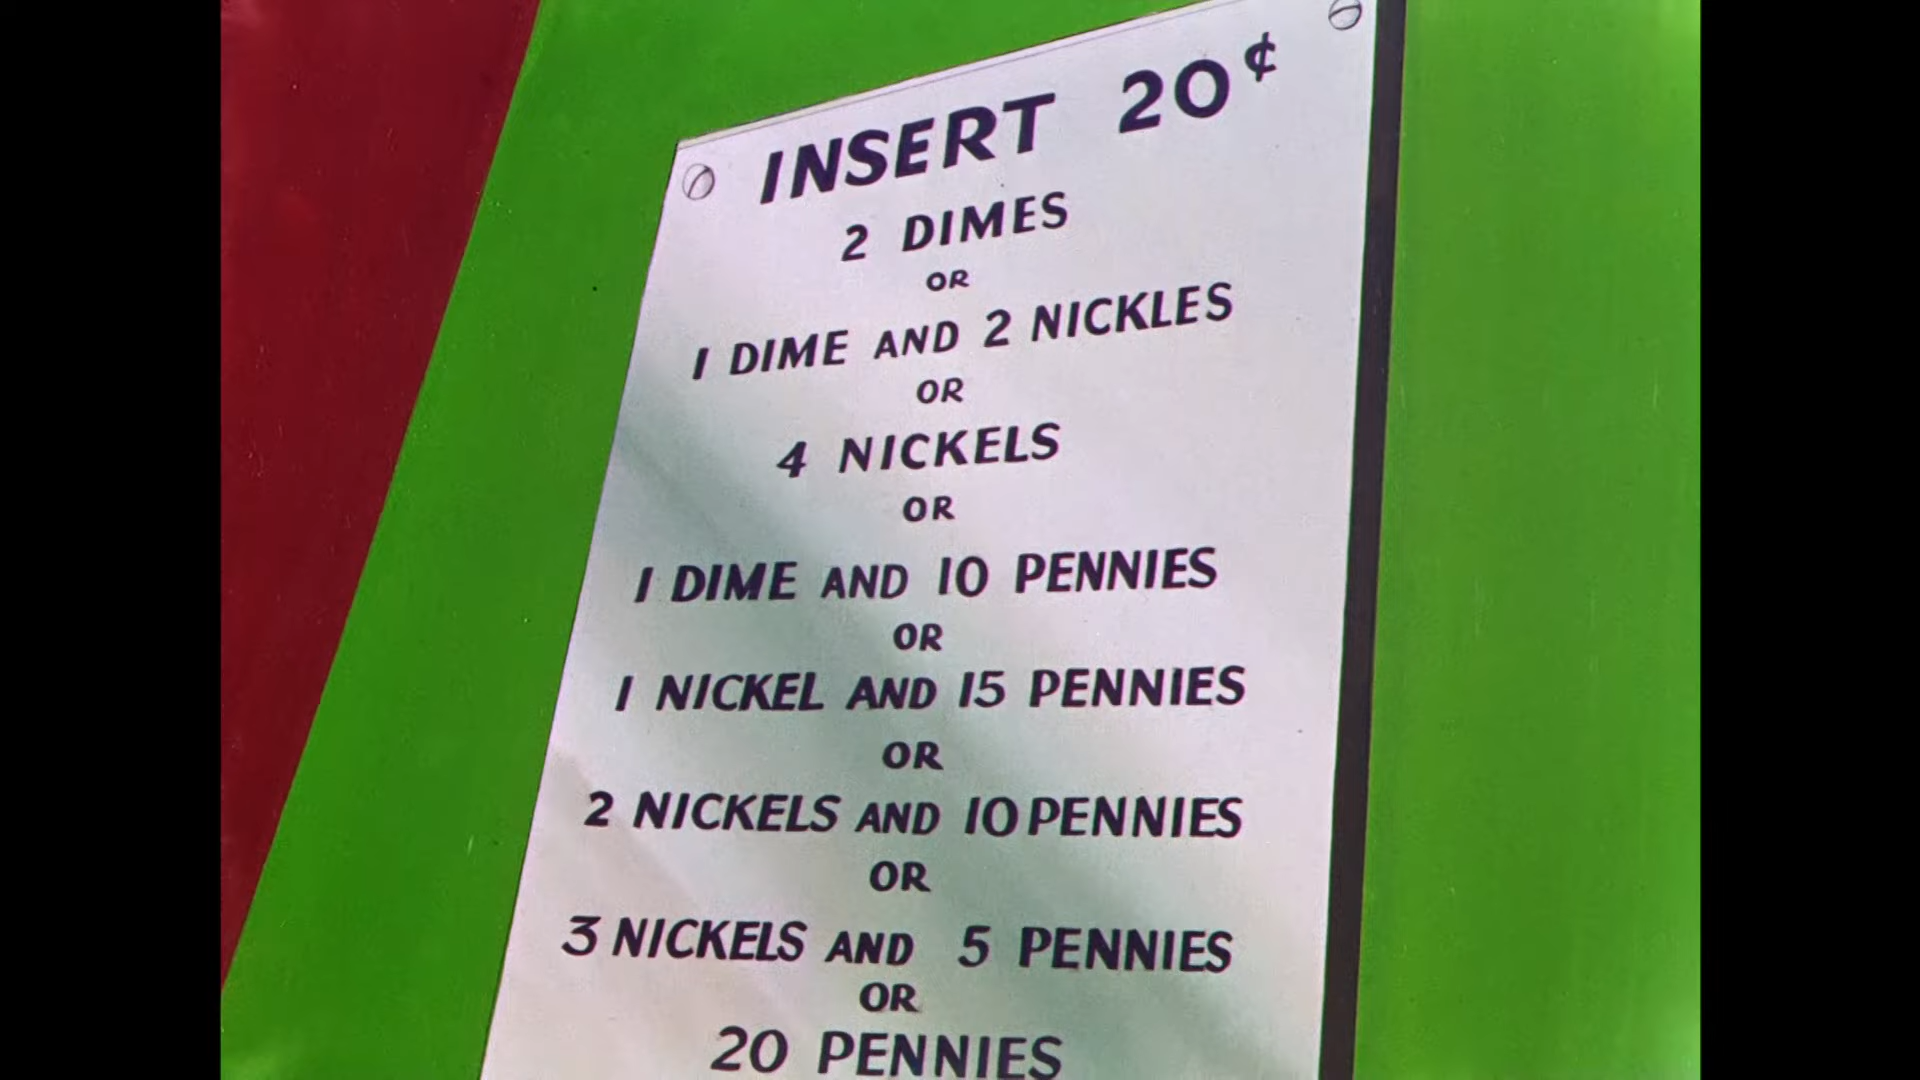 INSERT 20¢
2 DIMES
OR
1 DIME AND 2 NICKLES
OR
4 NICKELS
OR
1 DIME AND 10 PENNIES
OR
1 NICKEL AND 15 PENNIES
OR
2 NICKELS AND 10 PENNIES
OR
3 NICKELS AND 5 PENNIES
OR
20 PENNIES